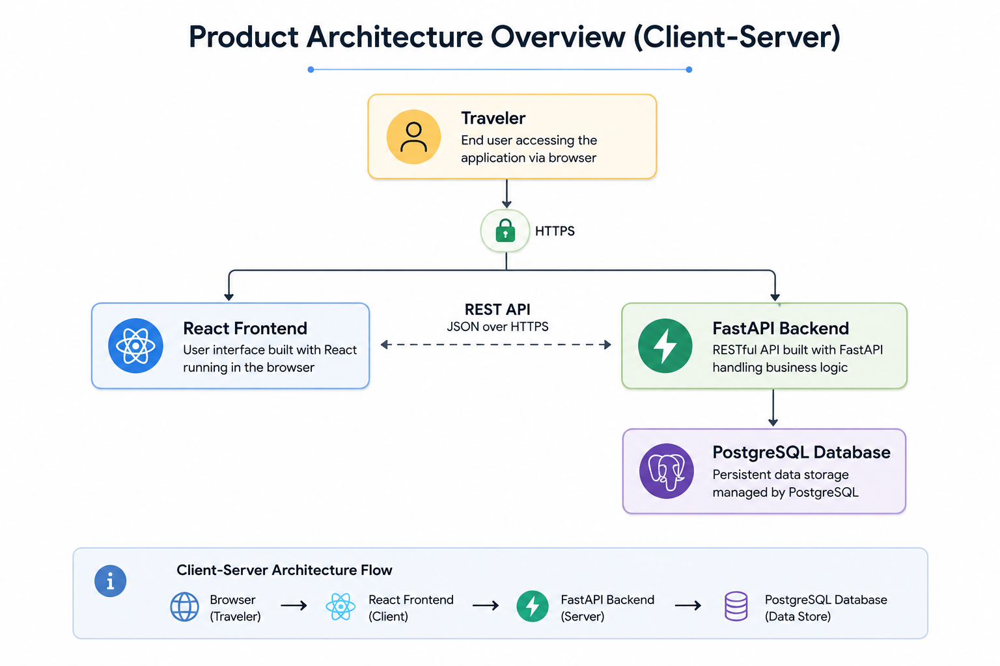 Product Architecture Overview (Client-Server)
Traveler
End user accessing the
application via browser
HTTPS
React Frontend
User interface built with React
running in the browser
REST API
JSON over HTTPS
FastAPI Backend
RESTful API built with FastAPI
handling business logic
PostgreSQL Database
Persistent data storage
managed by PostgreSQL
i
Client-Server Architecture Flow
Browser
(Traveler)
React Frontend
(Client)
FastAPI Backend
(Server)
PostgreSQL Database
(Data Store)